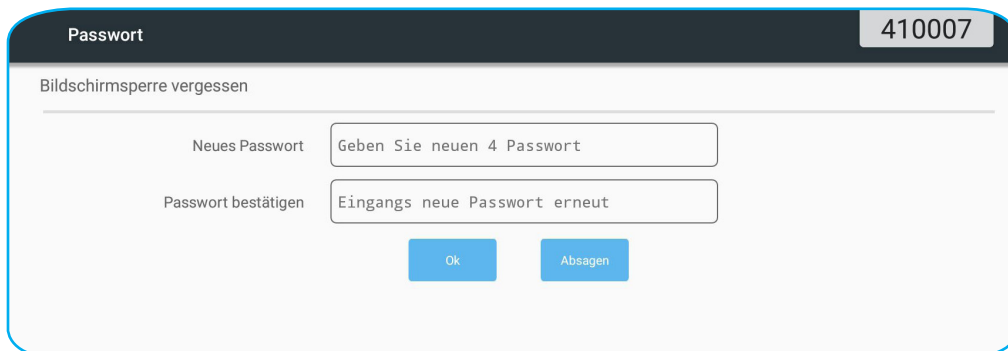 Passwort
410007
Bildschirmsperre vergessen
Neues Passwort
Geben Sie neuen 4 Passwort
Passwort bestätigen
Eingangs neue Passwort erneut
Ok
Absagen